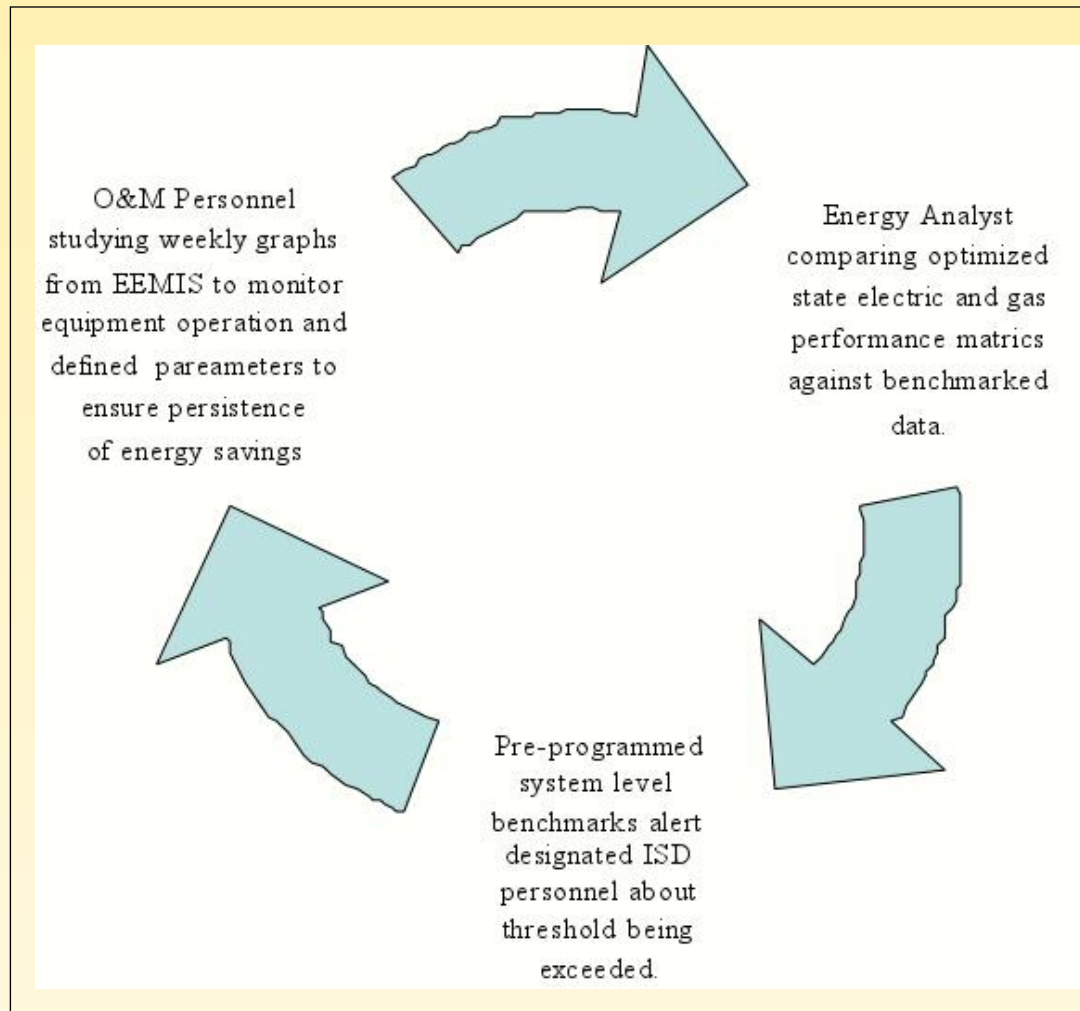 O&M Personnel
studying weekly graphs
from EEMIS to monitor
equipment operation and
defined pareameters to
ensure persistence
of energy savings
Energy Analyst
comparing optimized
state electric and gas
performance matrics
against benchmarked
data.
Pre-programmed
system level
benchmarks alert
designated ISD
personnel about
threshold being
exceeded.